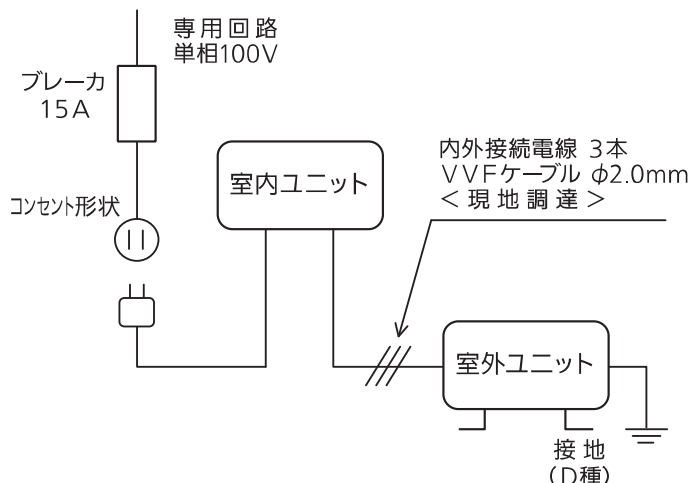 専用回路
単相100V
ブレーカ
15A
コンセント形状
室内ユニット
内外接続電線 3本
VVFケーブル φ2.0mm
＜現地調達＞
室外ユニット
接地
(D種)